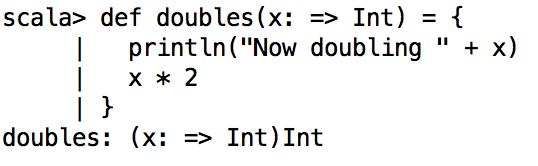 scala> def doubles(x: => Int) = {
     |   println("Now doubling " + x)
     |   x * 2
     | }
doubles: (x: => Int)Int